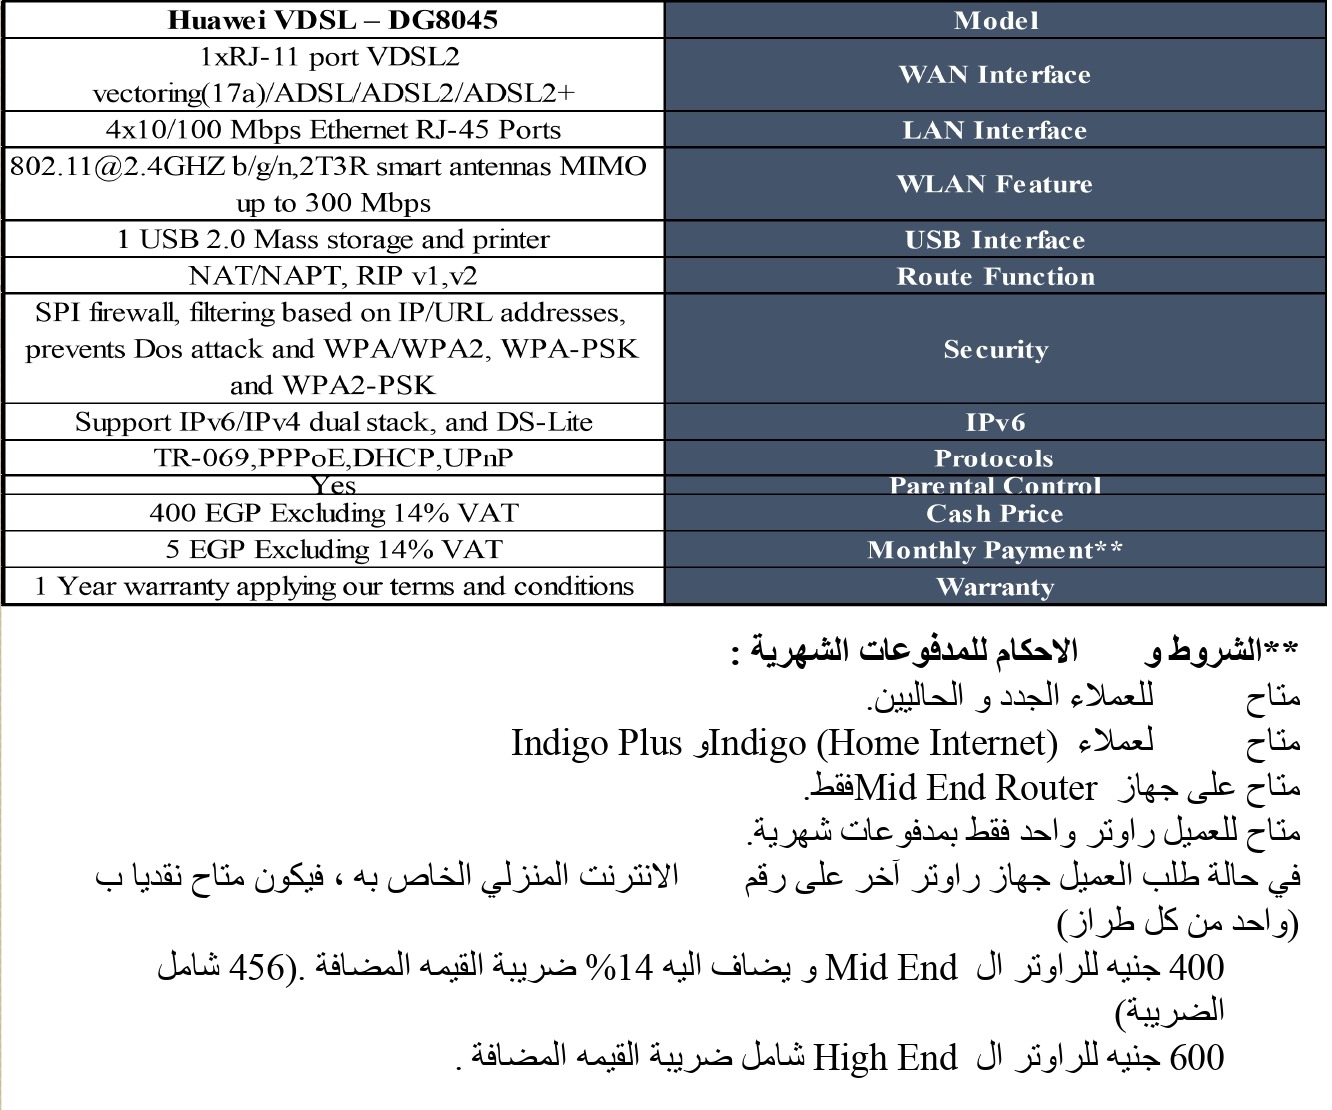 Huawei VDSL – DG8045 Model
1xRJ-11 port VDSL2
vectoring(17a)/ADSL/ADSL2/ADSL2+
WAN Interface
4x10/100 Mbps Ethernet RJ-45 Ports LAN Interface
802.11@2.4GHZ b/g/n,2T3R smart antennas MIMO
up to 300 Mbps
WLAN Feature
1 USB 2.0 Mass storage and printer USB Interface
NAT/NAPT, RIP v1,v2 Route Function
SPI firewall, filtering based on IP/URL addresses,
prevents Dos attack and WPA/WPA2, WPA-PSK
and WPA2-PSK
Security
Support IPv6/IPv4 dual stack, and DS-Lite IPv6
TR-069,PPPoE,DHCP,UPnP Protocols
Yes Parental Control
400 EGP Excluding 14% VAT Cash Price
5 EGP Excluding 14% VAT Monthly Payment**
1 Year warranty applying our terms and conditions Warranty
**الشروط و الاحكام للمدفوعات الشهرية :
متاح للعملاء الجدد و الحاليين.
متاح لعملاء Indigo (Home Internet)و Indigo Plus
متاح على جهاز Mid End Routerفقط.
متاح للعميل راوتر واحد فقط بمدفوعات شهرية.
في حالة طلب العميل جهاز راوتر آخر على رقم الانترنت المنزلي الخاص به ، فيكون متاح نقديا ب
(واحد من كل طراز)
400 جنيه للراوتر ال Mid End و يضاف اليه 14% ضريبة القيمه المضافة .(456 شامل
الضريبة)
600 جنيه للراوتر ال High End شامل ضريبة القيمه المضافة .